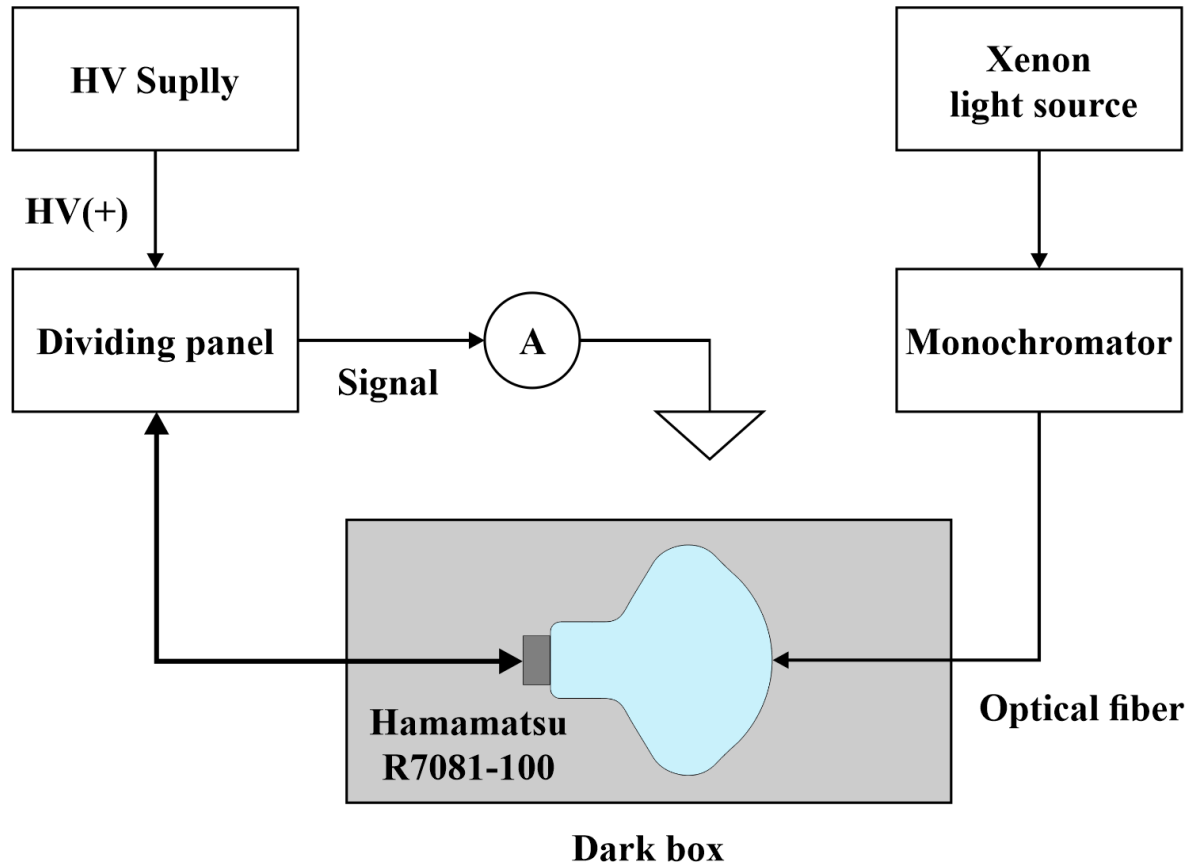 HV Suplly
Xenon
light source
HV(+)
Dividing panel
A
Monochromator
Signal
Optical fiber
Hamamatsu
R7081-100
Dark box